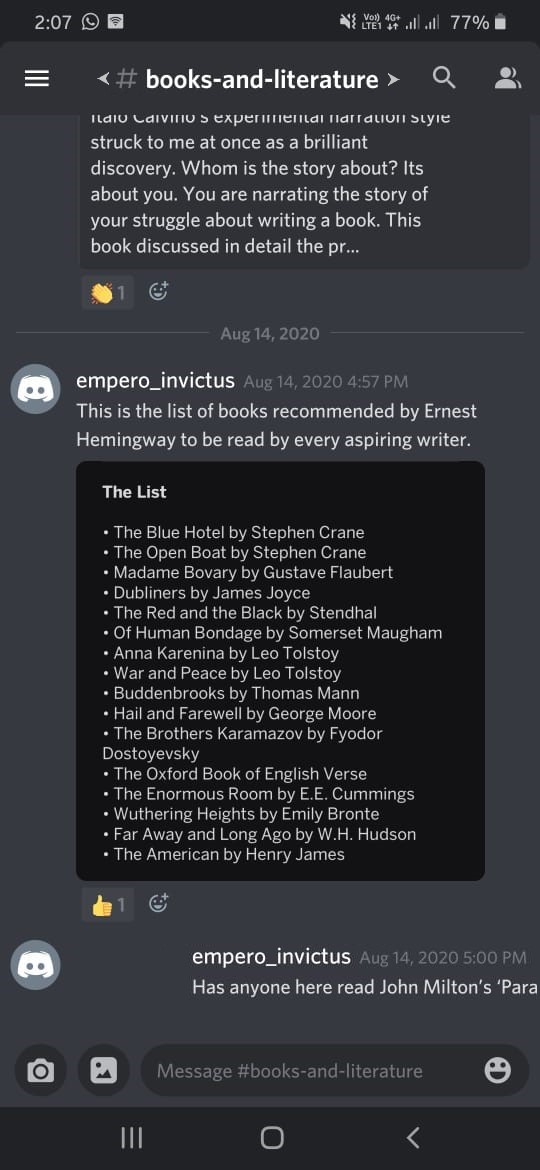 2:07 Vo)) LTE1 4G+ 77%
# books-and-literature
Italo Calvino's experimental narration style
struck to me at once as a brilliant
discovery. Whom is the story about? Its
about you. You are narrating the story of
your struggle about writing a book. This
book discussed in detail the pr...
1
Aug 14, 2020
empero_invictus Aug 14, 2020 4:57 PM
This is the list of books recommended by Ernest
Hemingway to be read by every aspiring writer.
The List
• The Blue Hotel by Stephen Crane
• The Open Boat by Stephen Crane
• Madame Bovary by Gustave Flaubert
• Dubliners by James Joyce
• The Red and the Black by Stendhal
• Of Human Bondage by Somerset Maugham
• Anna Karenina by Leo Tolstoy
• War and Peace by Leo Tolstoy
• Buddenbrooks by Thomas Mann
• Hail and Farewell by George Moore
• The Brothers Karamazov by Fyodor
Dostoyevsky
• The Oxford Book of English Verse
• The Enormous Room by E.E. Cummings
• Wuthering Heights by Emily Bronte
• Far Away and Long Ago by W.H. Hudson
• The American by Henry James
1
empero_invictus Aug 14, 2020 5:00 PM
Has anyone here read John Milton's ‘Para
Message #books-and-literature